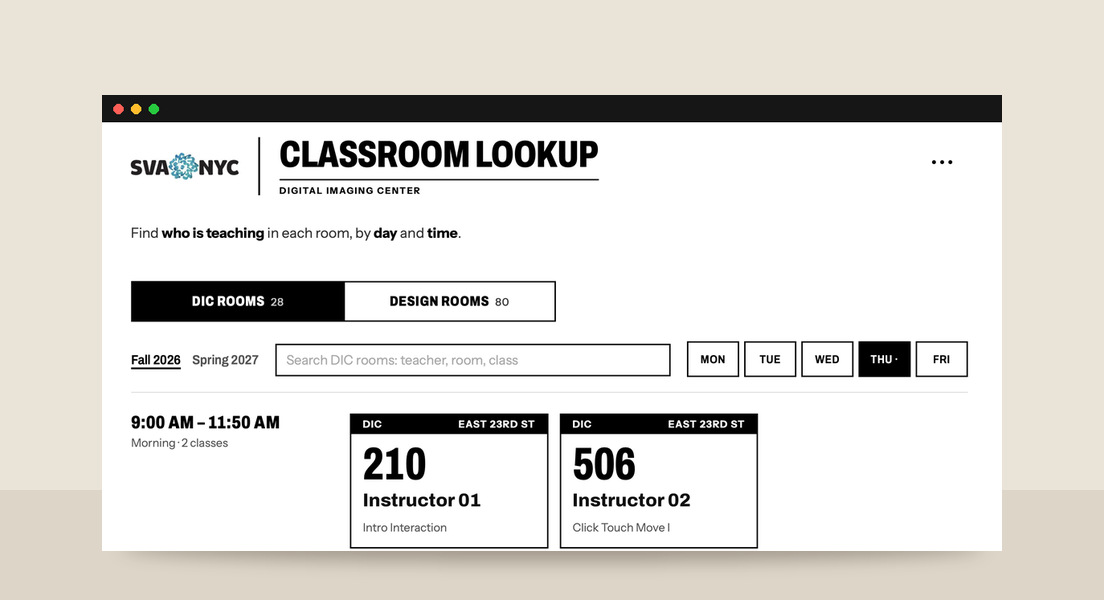 SVA NYC
CLASSROOM LOOKUP
DIGITAL IMAGING CENTER
Find who is teaching in each room, by day and time.
DIC ROOMS 28
DESIGN ROOMS 80
Fall 2026 Spring 2027
Search DIC rooms: teacher, room, class
MON TUE WED THU · FRI
9:00 AM – 11:50 AM
Morning · 2 classes
DIC EAST 23RD ST
210
Instructor 01
Intro Interaction
DIC EAST 23RD ST
506
Instructor 02
Click Touch Move I